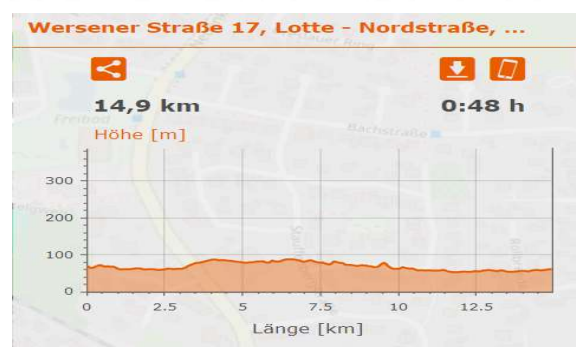 Wersener Straße 17, Lotte - Nordstraße, ...
14,9 km
0:48 h
Freibad
Bachstraße
Höhe [m]
300
200
100
0
0
2.5
5
7.5
10
12.5
Länge [km]